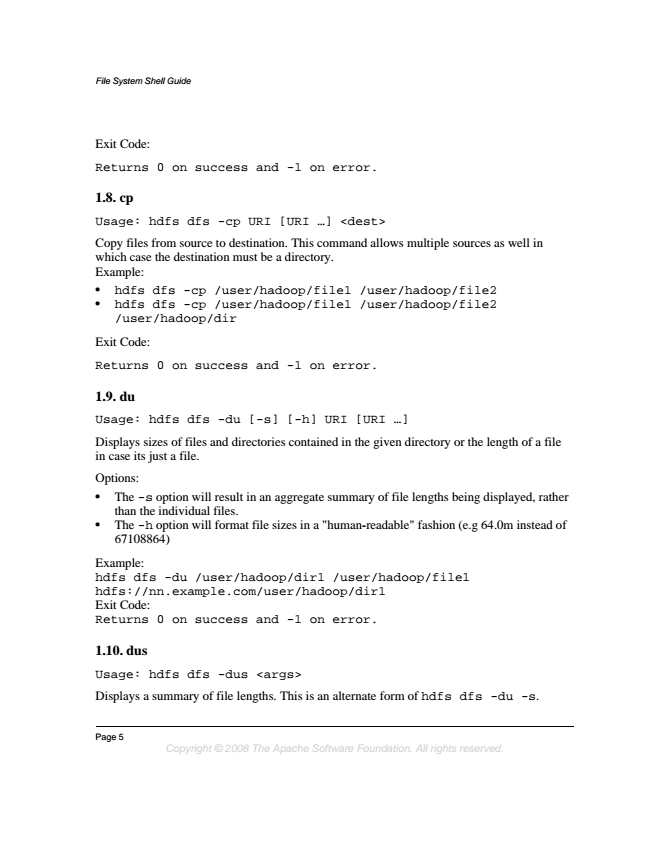 File System Shell Guide
Exit Code:
Returns 0 on success and -1 on error.
1.8. cp
Usage: hdfs dfs -cp URI [URI …] <dest>
Copy files from source to destination. This command allows multiple sources as well in
which case the destination must be a directory.
Example:
• hdfs dfs -cp /user/hadoop/file1 /user/hadoop/file2
• hdfs dfs -cp /user/hadoop/file1 /user/hadoop/file2
/user/hadoop/dir
Exit Code:
Returns 0 on success and -1 on error.
1.9. du
Usage: hdfs dfs -du [-s] [-h] URI [URI …]
Displays sizes of files and directories contained in the given directory or the length of a file
in case its just a file.
Options:
• The -s option will result in an aggregate summary of file lengths being displayed, rather
than the individual files.
• The -h option will format file sizes in a "human-readable" fashion (e.g 64.0m instead of
67108864)
Example:
hdfs dfs -du /user/hadoop/dir1 /user/hadoop/file1
hdfs://nn.example.com/user/hadoop/dir1
Exit Code:
Returns 0 on success and -1 on error.
1.10. dus
Usage: hdfs dfs -dus <args>
Displays a summary of file lengths. This is an alternate form of hdfs dfs -du -s.
Page 5
Copyright © 2008 The Apache Software Foundation. All rights reserved.